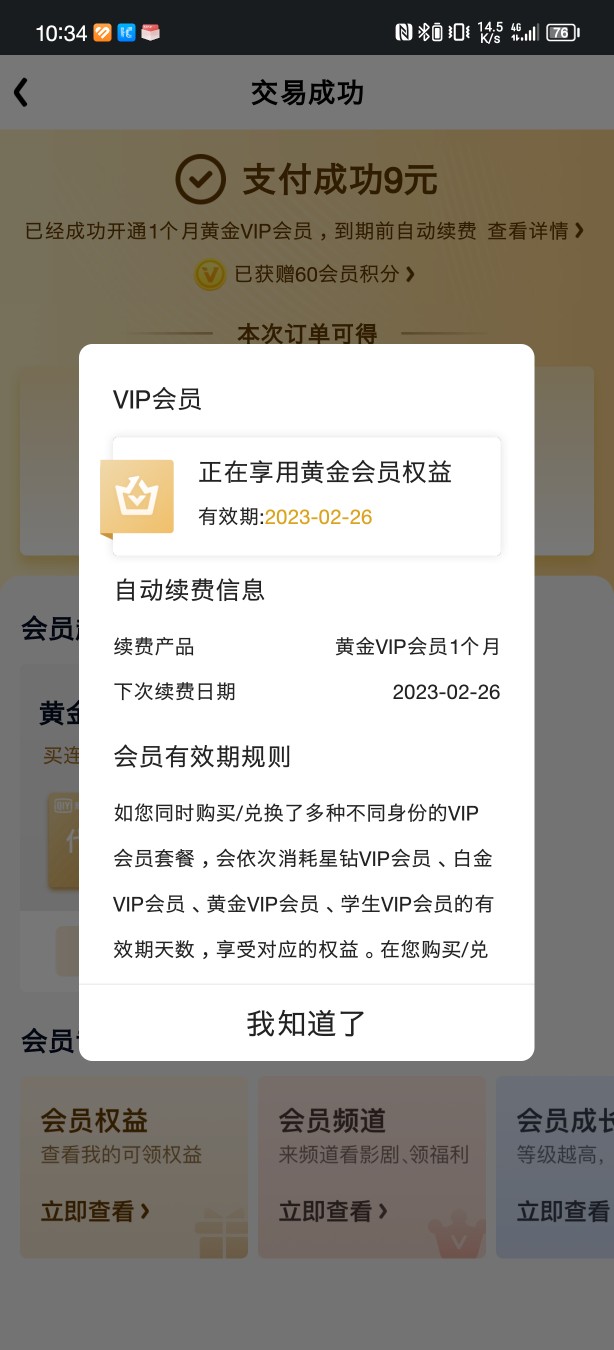 10:34
14.5 K/s 4G 76
交易成功
支付成功9元
已经成功开通1个月黄金VIP会员，到期前自动续费 查看详情
已获赠60会员积分
本次订单可得
VIP会员
正在享用黄金会员权益
有效期:2023-02-26
自动续费信息
会员
续费产品 黄金VIP会员1个月
下次续费日期 2023-02-26
黄金
买连
会员有效期规则
如您同时购买/兑换了多种不同身份的VIP
会员套餐，会依次消耗星钻VIP会员、白金
VIP会员、黄金VIP会员、学生VIP会员的有
效期天数，享受对应的权益。在您购买/兑
我知道了
会员
会员权益 会员频道 会员成长
查看我的可领权益 来频道看影剧、领福利 等级越高,
立即查看 立即查看 立即查看